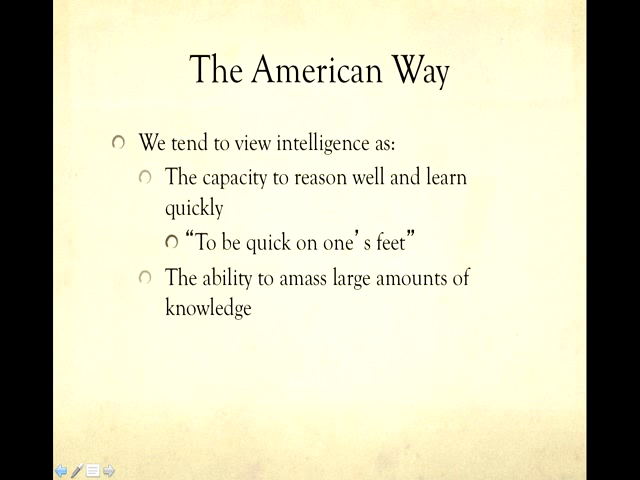 The American Way
We tend to view intelligence as:
The capacity to reason well and learn
quickly
“To be quick on one’s feet”
The ability to amass large amounts of
knowledge